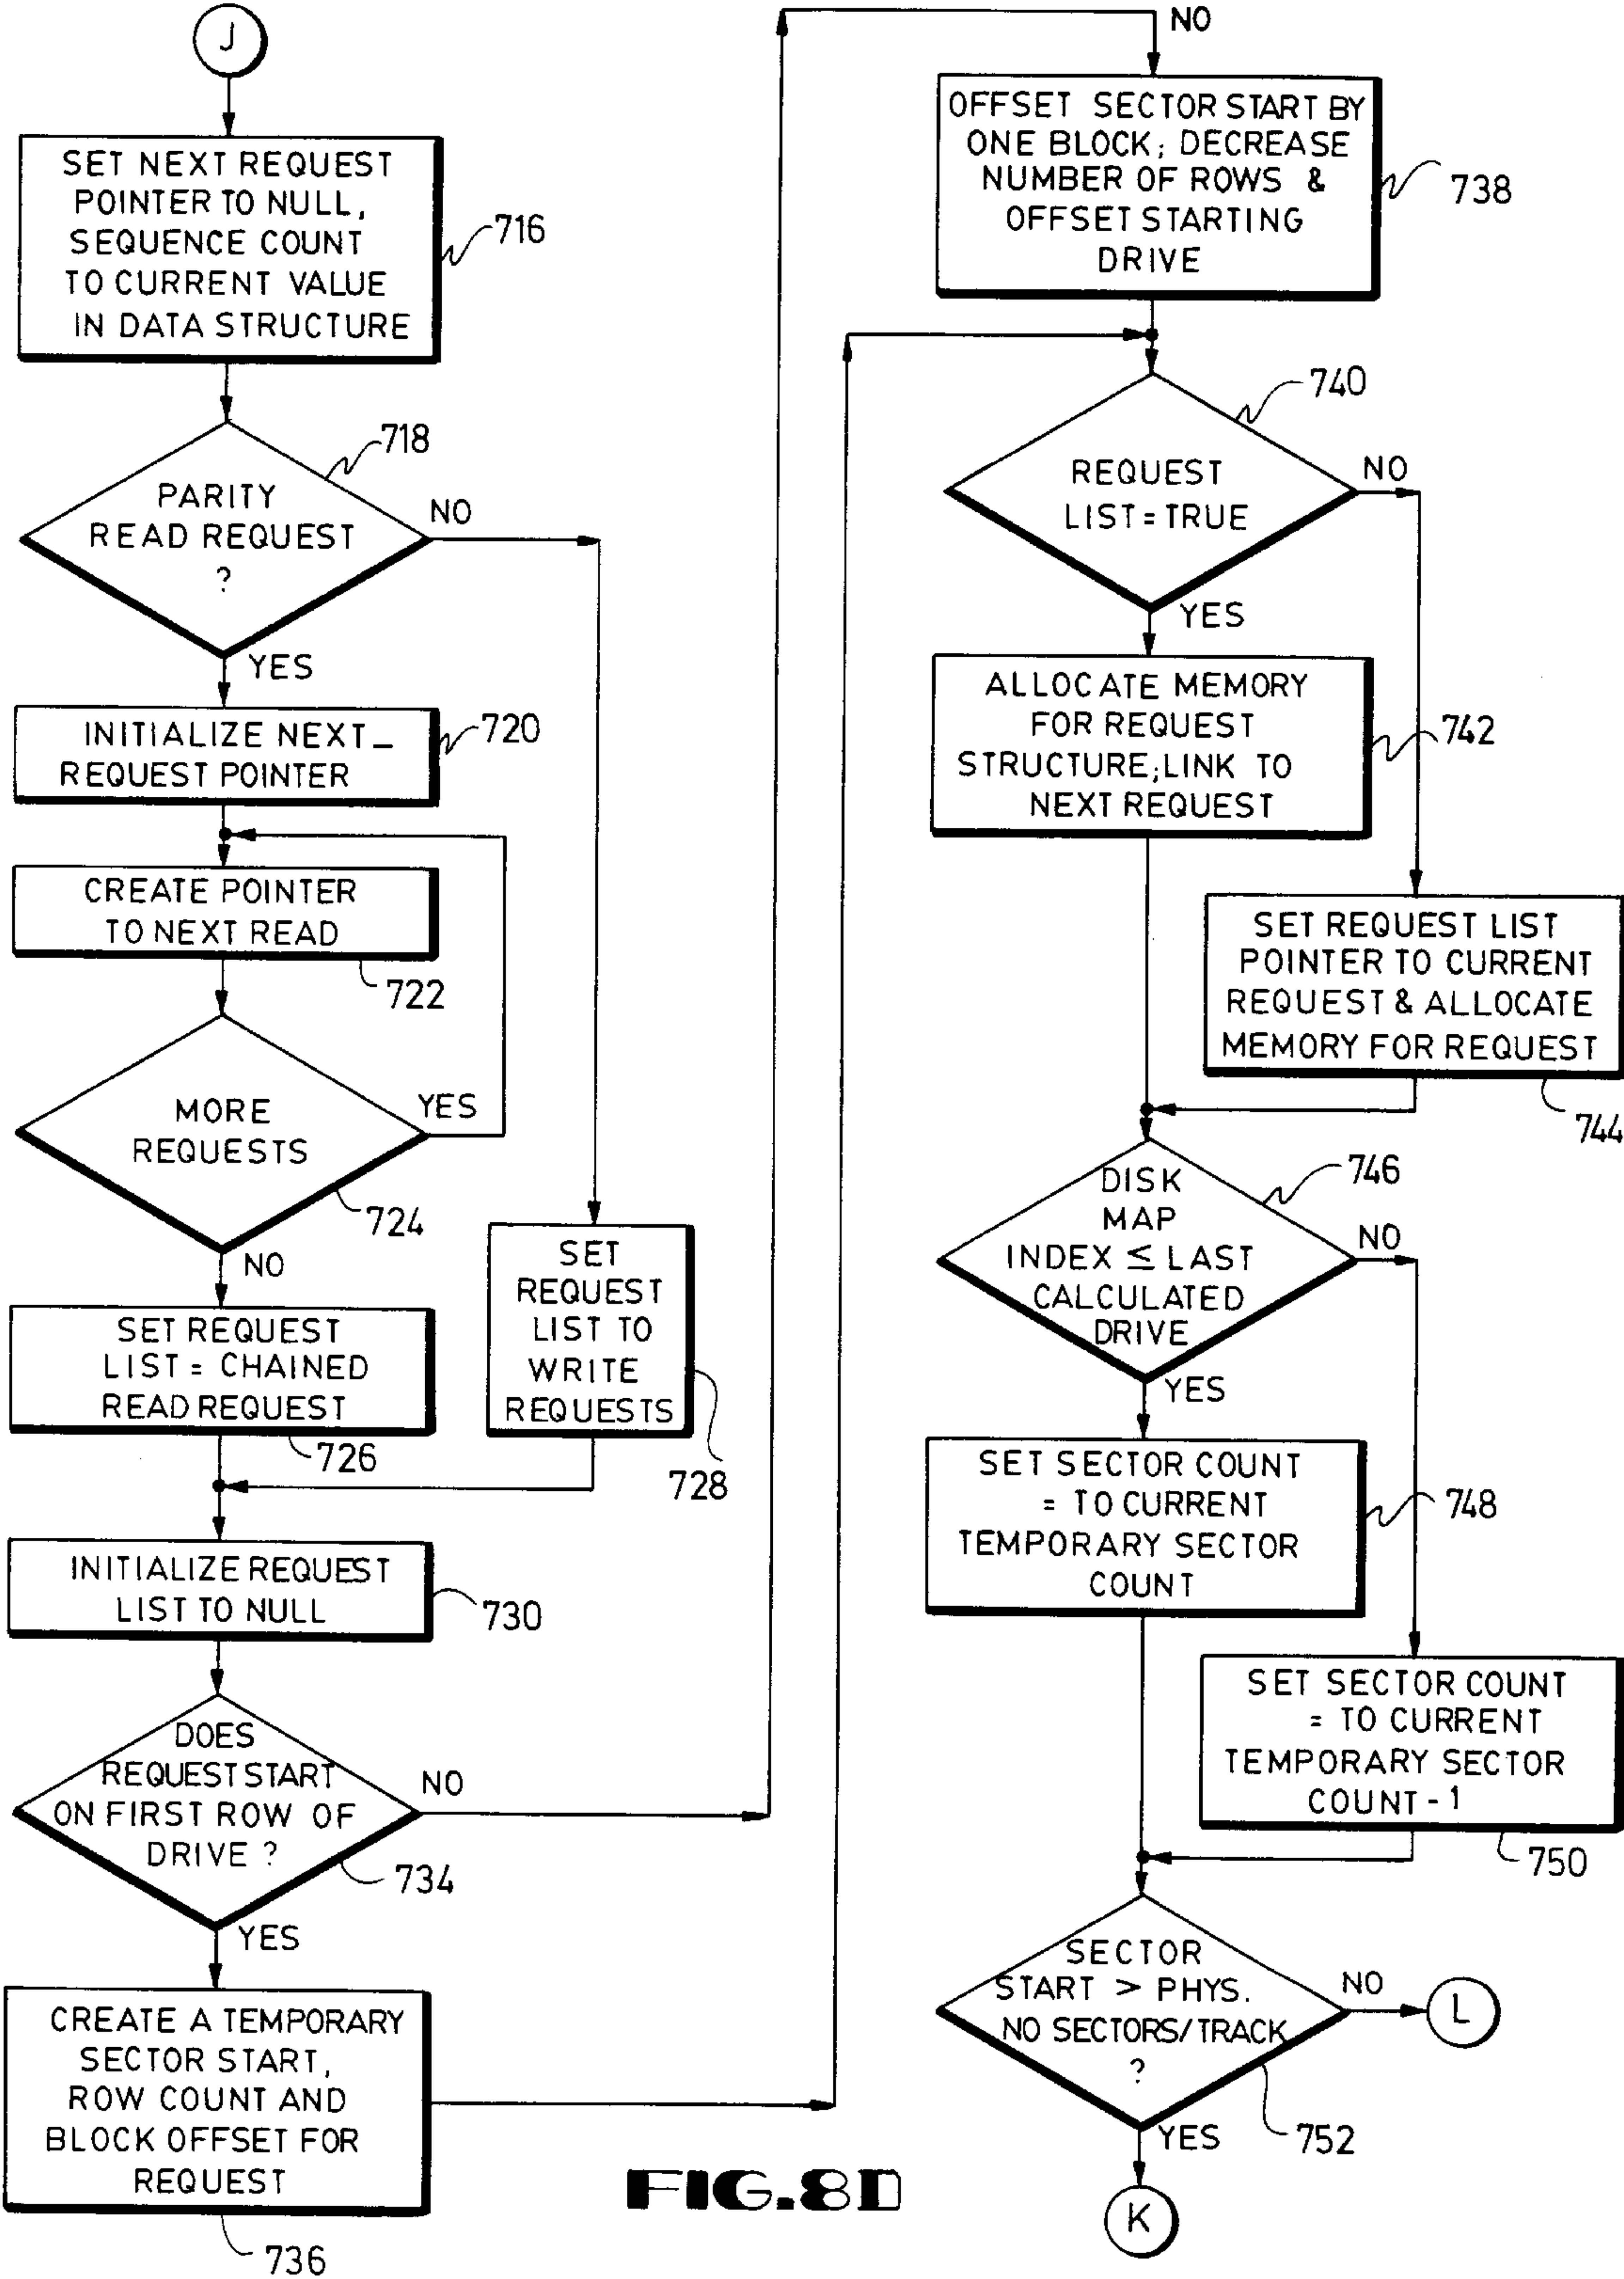 J
SET NEXT REQUEST
POINTER TO NULL,
SEQUENCE COUNT
TO CURRENT VALUE
IN DATA STRUCTURE
716
718
PARITY
READ REQUEST
?
NO
YES
INITIALIZE NEXT_
REQUEST POINTER
720
CREATE POINTER
TO NEXT READ
722
MORE
REQUESTS
YES
724
NO
SET REQUEST
LIST = CHAINED
READ REQUEST
726
SET
REQUEST
LIST TO
WRITE
REQUESTS
728
INITIALIZE REQUEST
LIST TO NULL
730
DOES
REQUEST START
ON FIRST ROW OF
DRIVE ?
NO
734
YES
CREATE A TEMPORARY
SECTOR START,
ROW COUNT AND
BLOCK OFFSET FOR
REQUEST
736
NO
OFFSET SECTOR START BY
ONE BLOCK; DECREASE
NUMBER OF ROWS &
OFFSET STARTING
DRIVE
738
740
REQUEST
LIST = TRUE
NO
YES
ALLOCATE MEMORY
FOR REQUEST
STRUCTURE; LINK TO
NEXT REQUEST
742
SET REQUEST LIST
POINTER TO CURRENT
REQUEST & ALLOCATE
MEMORY FOR REQUEST
744
746
DISK
MAP
INDEX ≤ LAST
CALCULATED
DRIVE
NO
YES
SET SECTOR COUNT
= TO CURRENT
TEMPORARY SECTOR
COUNT
748
SET SECTOR COUNT
= TO CURRENT
TEMPORARY SECTOR
COUNT - 1
750
SECTOR
START > PHYS.
NO SECTORS/TRACK
?
NO
L
752
YES
K
FIG.8D